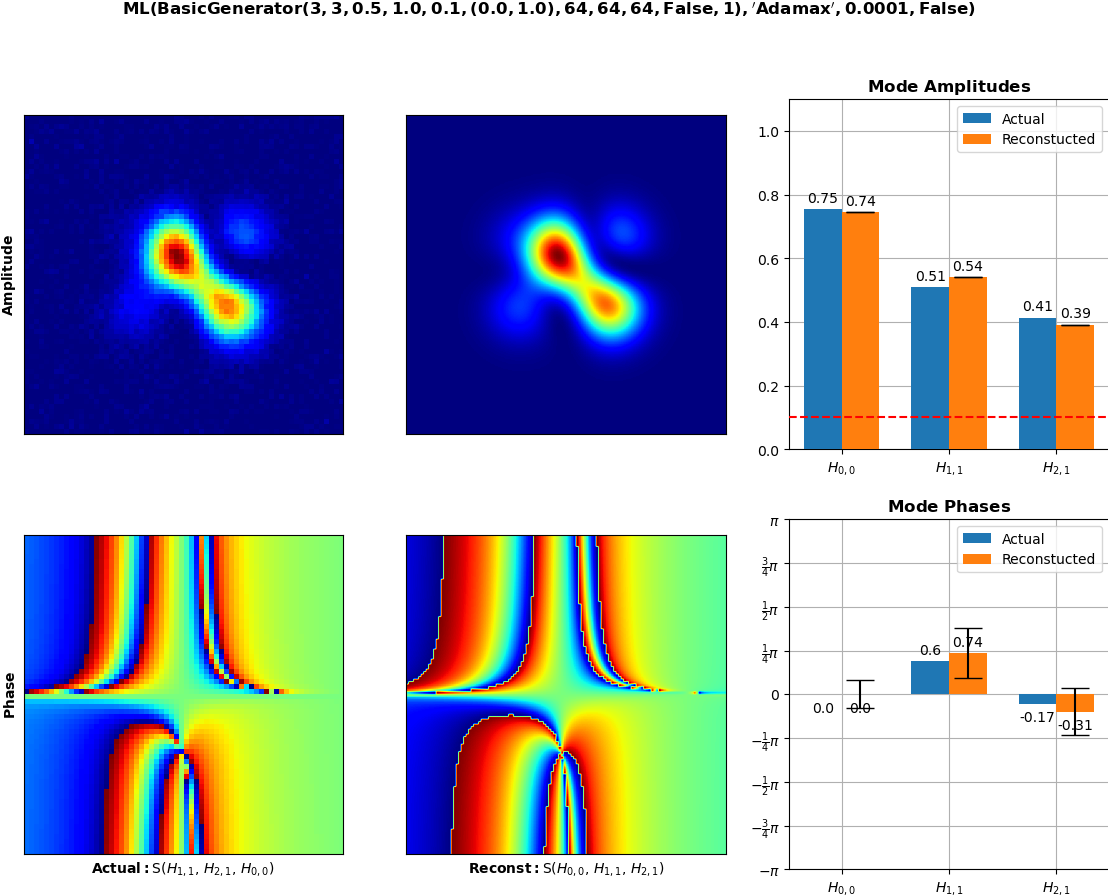 ML(BasicGenerator(3, 3, 0.5, 1.0, 0.1, (0.0, 1.0), 64, 64, 64, False, 1), ′Adamax′, 0.0001, False)
Amplitude
Mode Amplitudes
Actual
Reconstucted
1.0
0.8
0.6
0.4
0.2
0.0
0.75 0.74
0.51 0.54
0.41 0.39
H₀,₀ H₁,₁ H₂,₁
Phase
Actual: S(H₁,₁, H₂,₁, H₀,₀)
Reconst: S(H₀,₀, H₁,₁, H₂,₁)
Mode Phases
Actual
Reconstucted
π
3/4π
1/2π
1/4π
0
−1/4π
−1/2π
−3/4π
−π
0.0 -0.0
0.6 0.74
-0.17 -0.31
H₀,₀ H₁,₁ H₂,₁